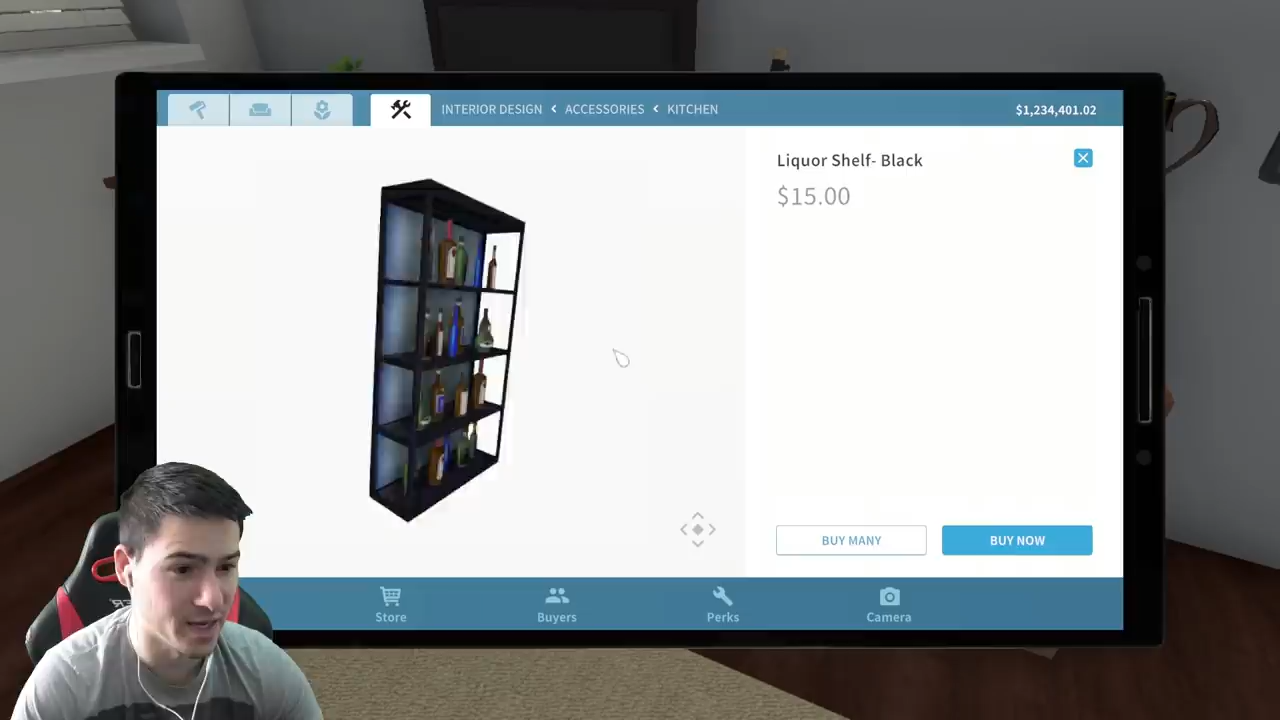 INTERIOR DESIGN < ACCESSORIES < KITCHEN
$1,234,401.02
Liquor Shelf- Black
$15.00
BUY MANY
BUY NOW
Store
Buyers
Perks
Camera